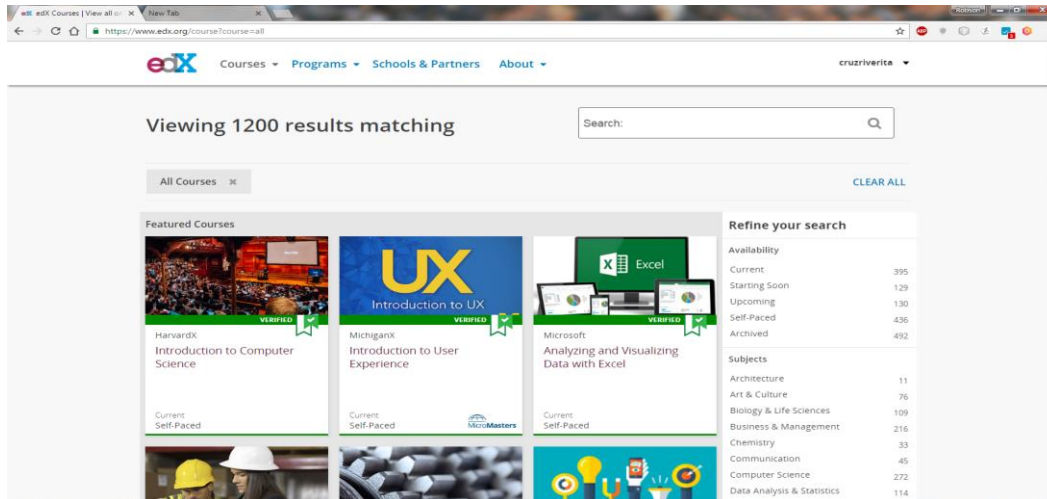 edX Courses | View all o
New Tab
Robson
https://www.edx.org/course?course=all
edX
Courses
Programs
Schools & Partners
About
cruzriverita
Viewing 1200 results matching
Search:
All Courses
CLEAR ALL
Featured Courses
UX
Introduction to UX
Excel
VERIFIED
VERIFIED
VERIFIED
HarvardX
Introduction to Computer
Science
Current
Self-Paced
MichiganX
Introduction to User
Experience
Current
Self-Paced
MicroMasters
Microsoft
Analyzing and Visualizing
Data with Excel
Current
Self-Paced
Refine your search
Availability
Current 395
Starting Soon 129
Upcoming 130
Self-Paced 436
Archived 492
Subjects
Architecture 11
Art & Culture 76
Biology & Life Sciences 109
Business & Management 216
Chemistry 33
Communication 45
Computer Science 272
Data Analysis & Statistics 114